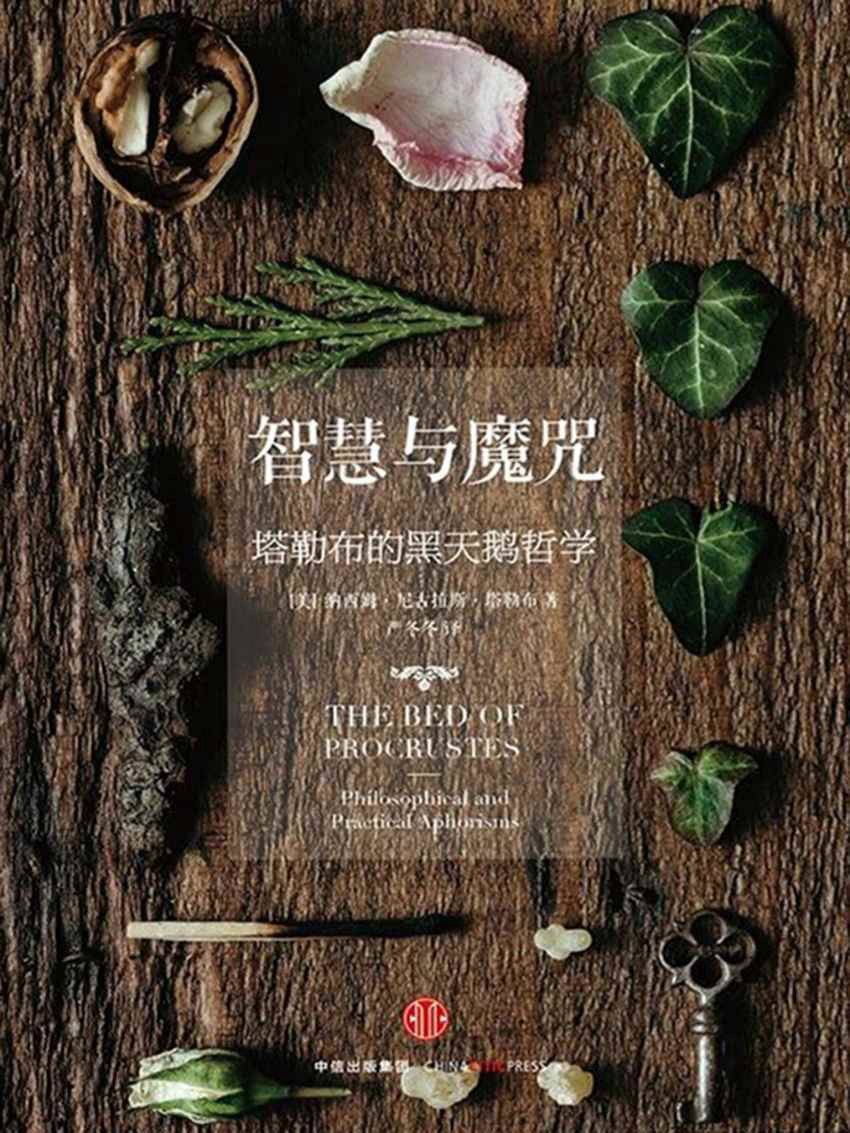 智慧与魔咒
塔勒布的黑天鹅哲学
[美] 纳西姆·尼古拉斯·塔勒布 著
严冬冬 译
THE BED OF
PROCRUSTES
Philosophical and
Practical Aphorisms
中信出版集团 CHINA CITIC PRESS